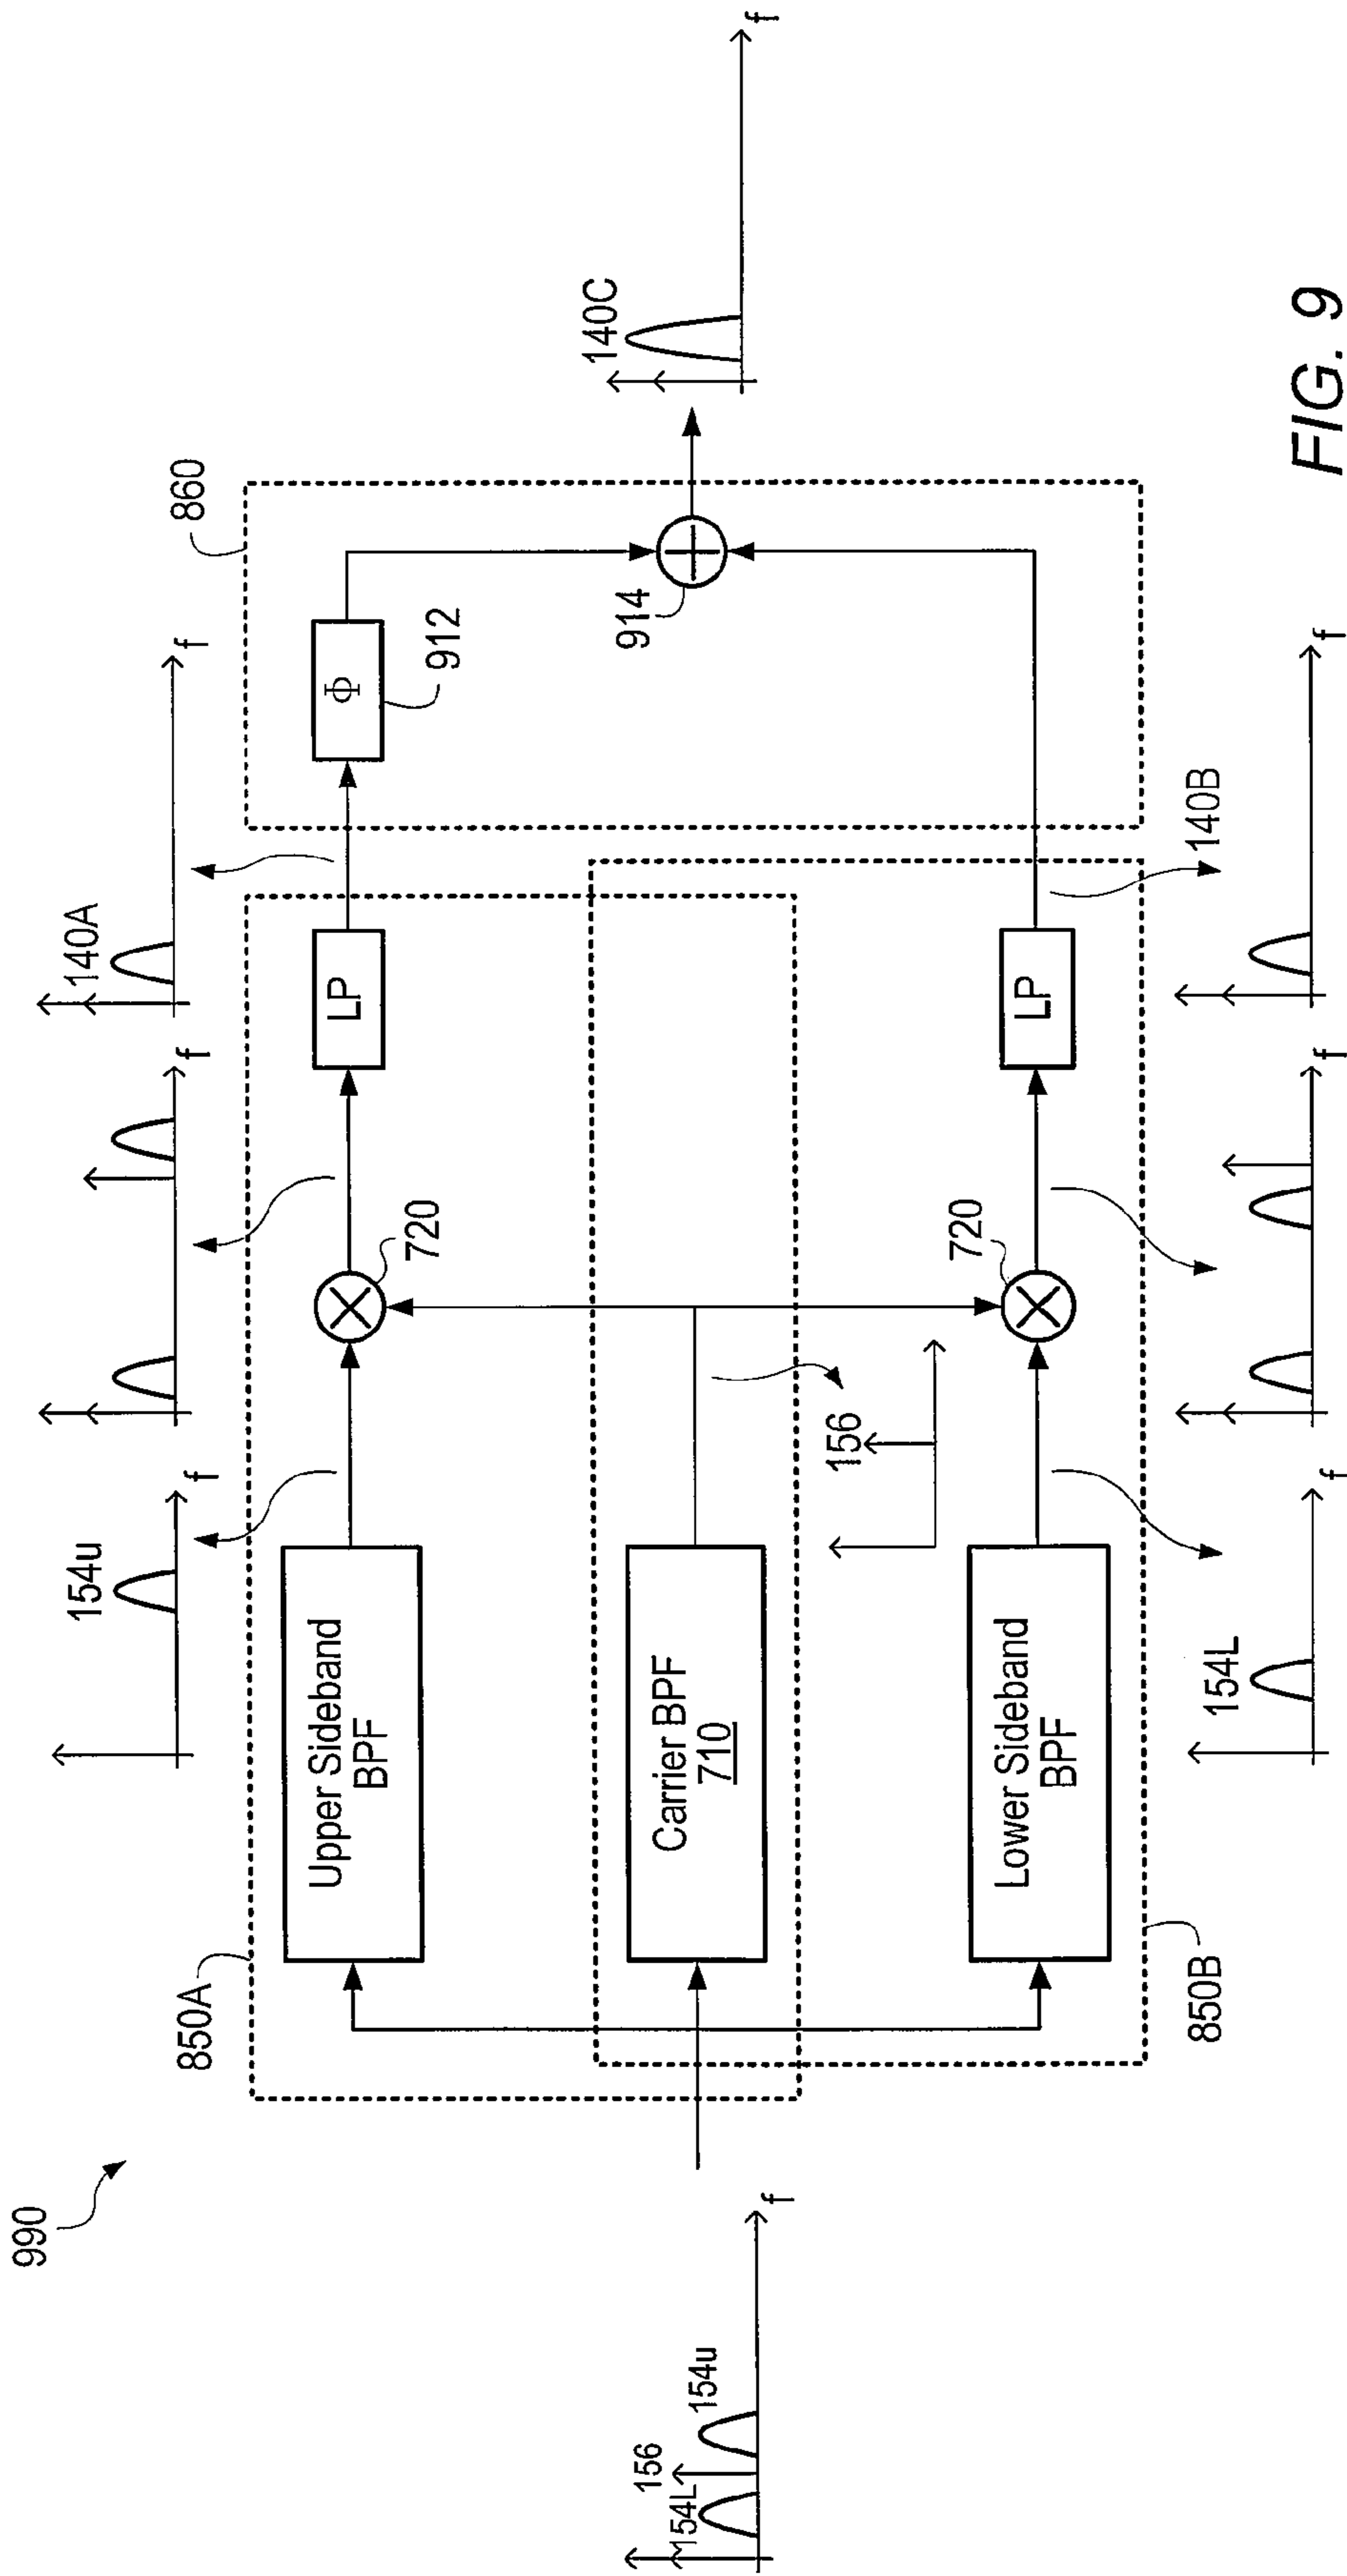 990
154L
156
154u
f
850A
Upper Sideband
BPF
154u
f
Carrier BPF
710
156
Lower Sideband
BPF
850B
154L
f
720
f
720
f
LP
140A
f
LP
140B
f
Φ
912
860
914
140C
f
FIG. 9